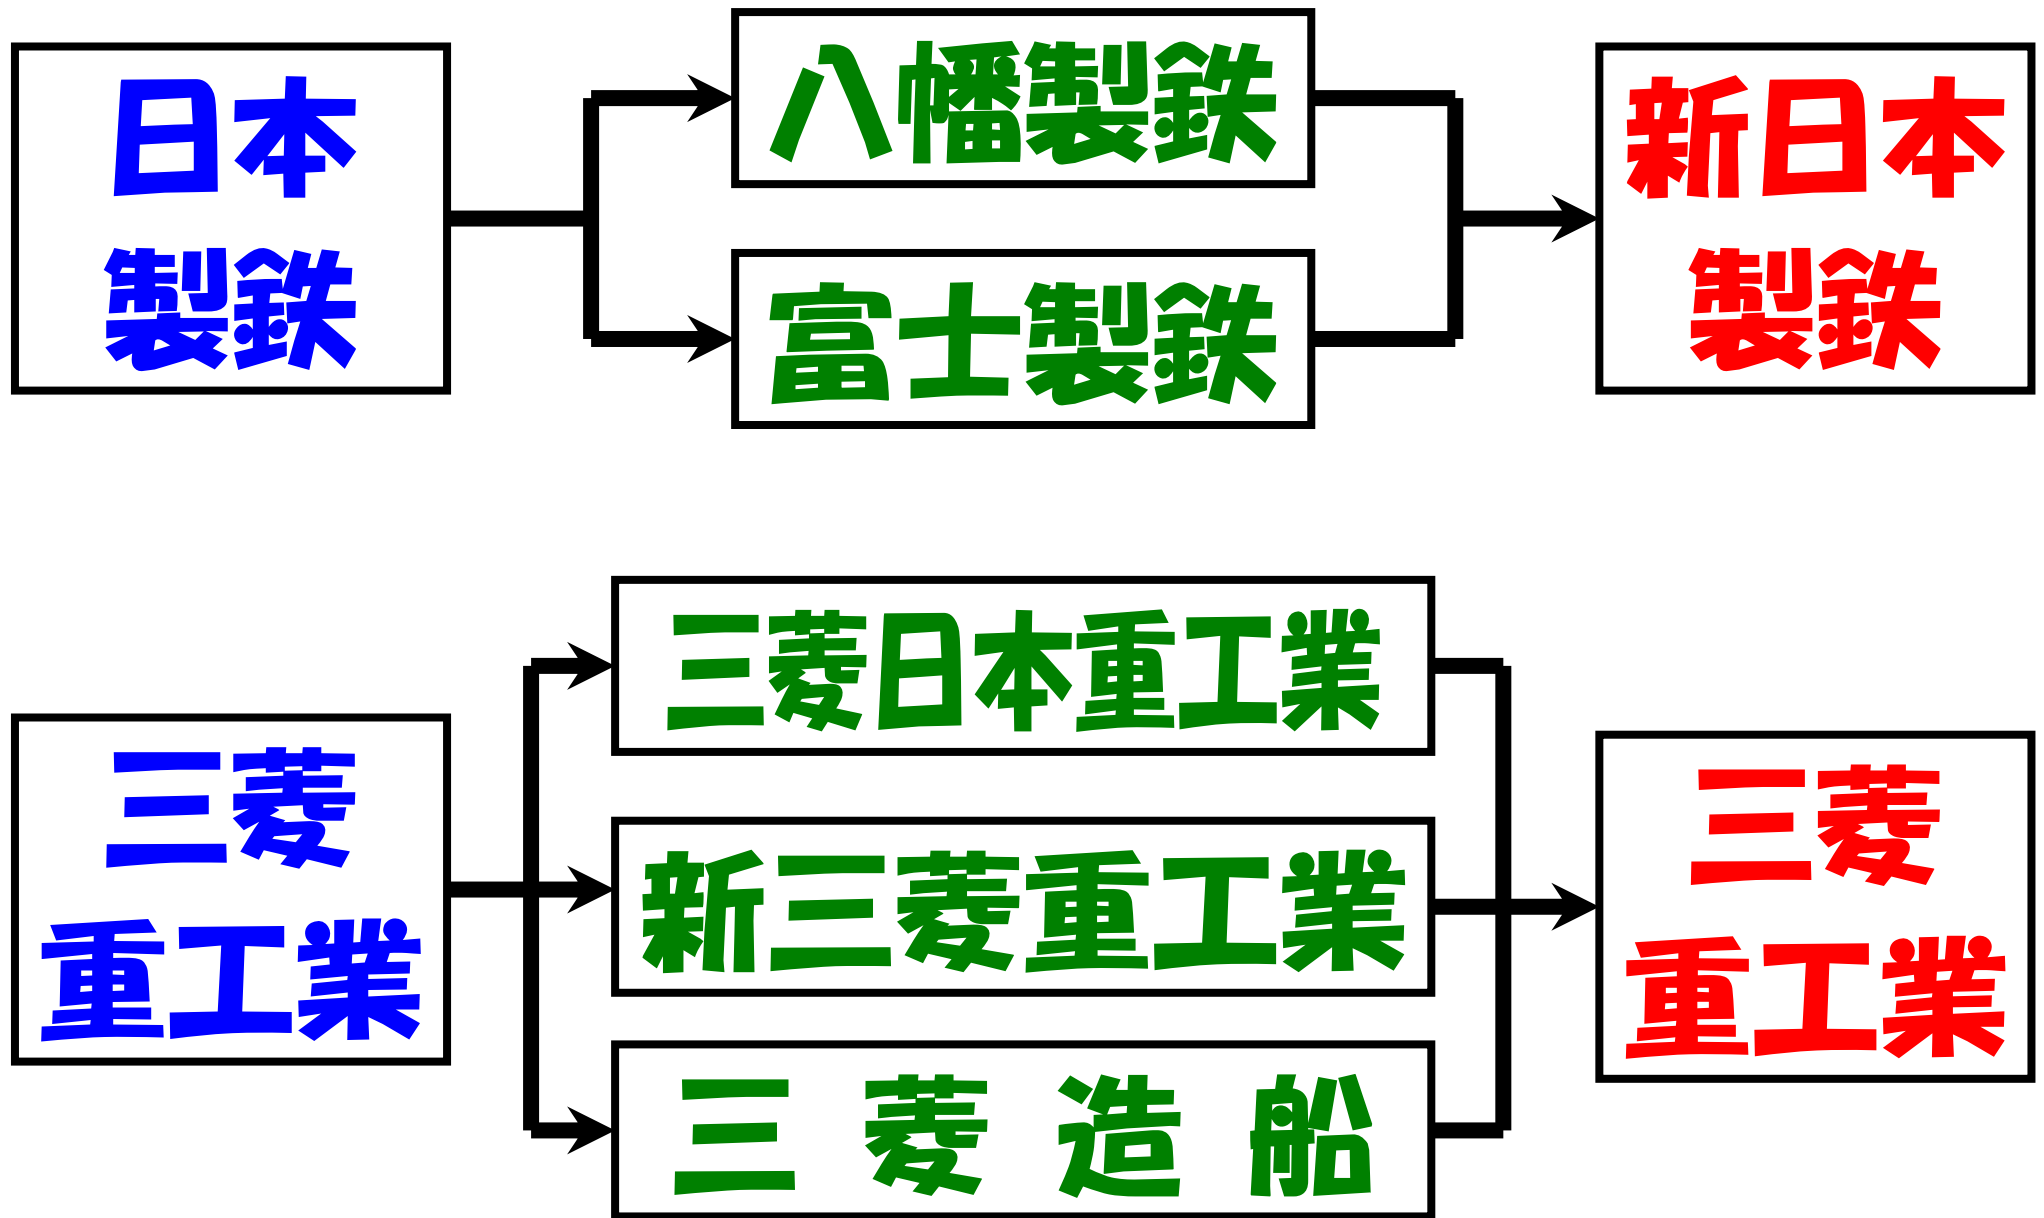 日本
製鉄
八幡製鉄
富士製鉄
新日本
製鉄
三菱
重工業
三菱日本重工業
新三菱重工業
三菱造船
三菱
重工業